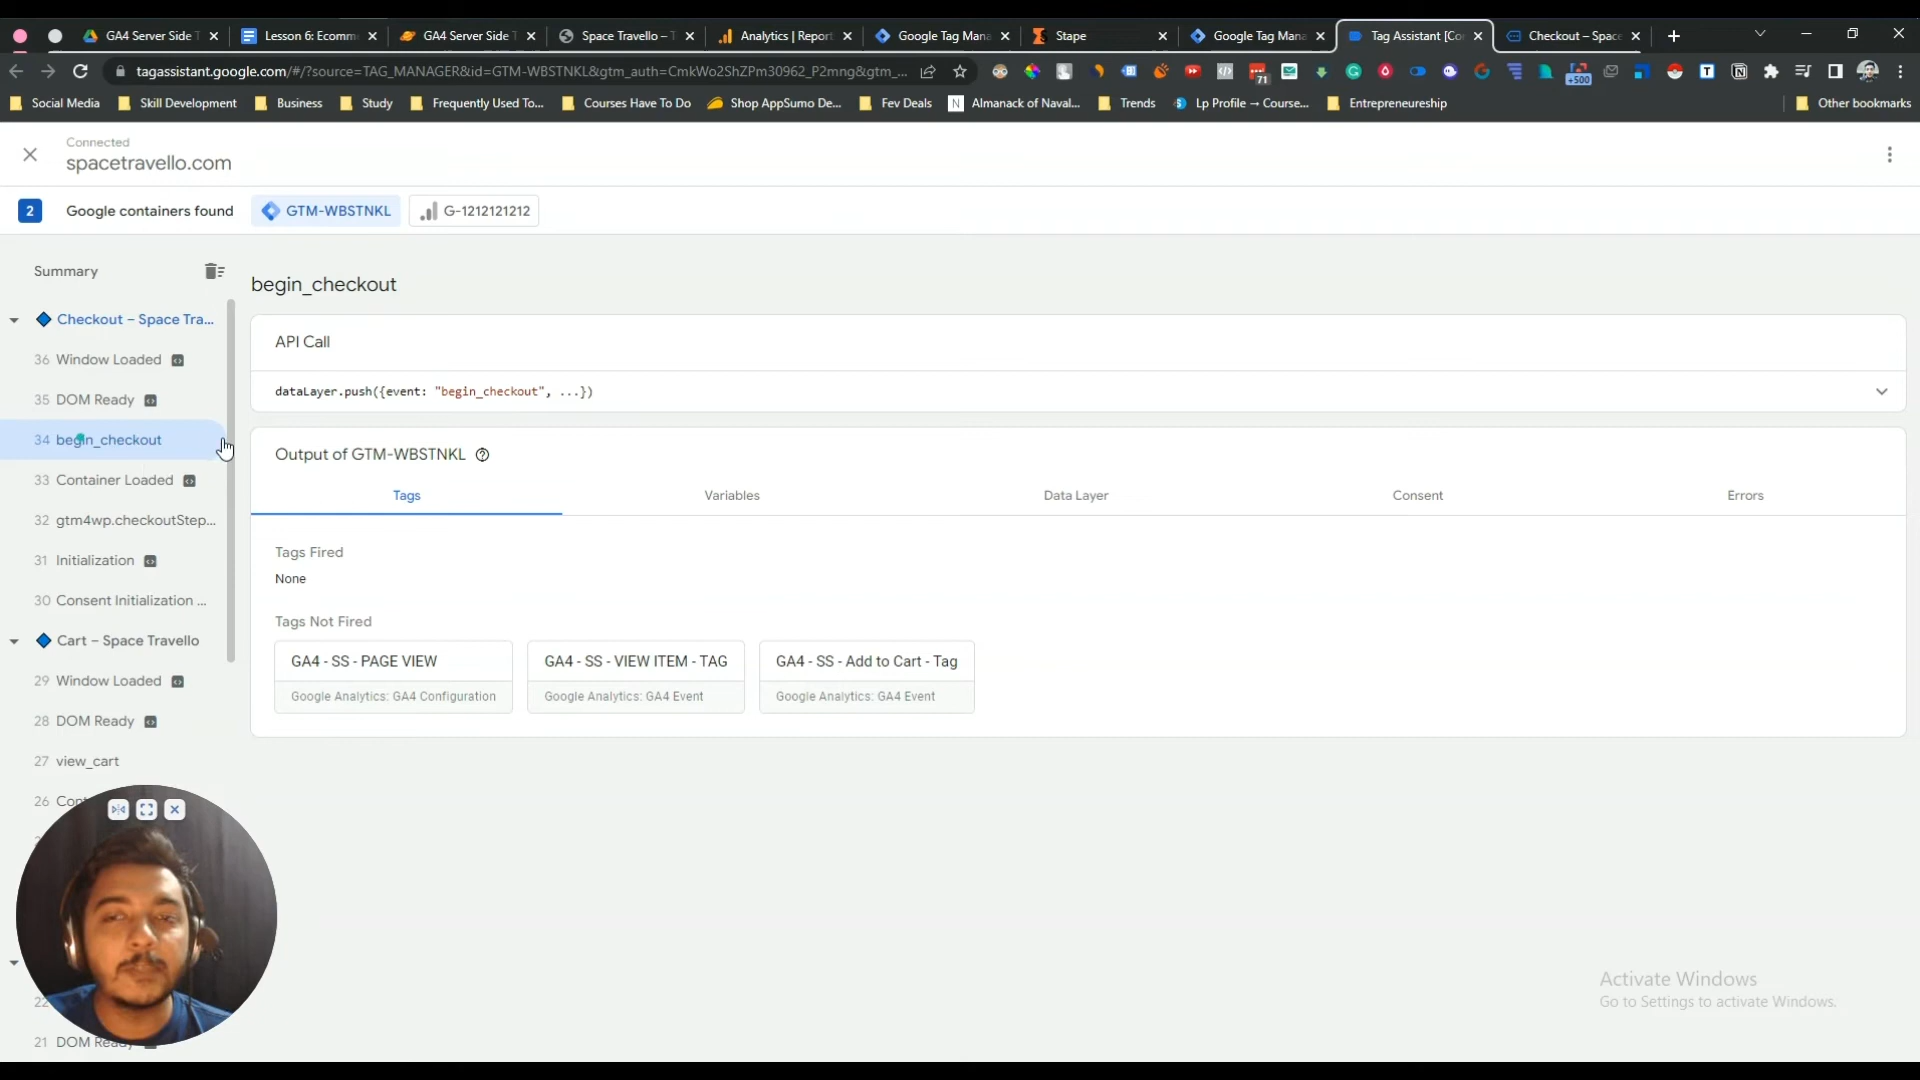 GA4 Server Side T
Lesson 6: Ecomm
GA4 Server Side T
Space Travello –
Analytics | Report
Google Tag Mana
Stape
Google Tag Mana
Tag Assistant [Co
Checkout – Space
tagassistant.google.com/#/?source=TAG_MANAGER&id=GTM-WBSTNKL&gtm_auth=CmkWo2ShZPm30962_P2mng&gtm_...
71
+500
Social Media
Skill Development
Business
Study
Frequently Used To...
Courses Have To Do
Shop AppSumo De...
Fev Deals
Almanack of Naval...
Trends
Lp Profile → Course...
Entrepreneureship
Other bookmarks
Connected
spacetravello.com
2
Google containers found
GTM-WBSTNKL
G-1212121212
Summary
Checkout – Space Tra...
36 Window Loaded
35 DOM Ready
34 begin_checkout
33 Container Loaded
32 gtm4wp.checkoutStep...
31 Initialization
30 Consent Initialization ...
Cart – Space Travello
29 Window Loaded
28 DOM Ready
27 view_cart
26 Con
22
21 DOM Ready
begin_checkout
API Call
dataLayer.push({event: "begin_checkout", ...})
Output of GTM-WBSTNKL
Tags
Variables
Data Layer
Consent
Errors
Tags Fired
None
Tags Not Fired
GA4 - SS - PAGE VIEW
Google Analytics: GA4 Configuration
GA4 - SS - VIEW ITEM - TAG
Google Analytics: GA4 Event
GA4 - SS - Add to Cart - Tag
Google Analytics: GA4 Event
Activate Windows
Go to Settings to activate Windows.